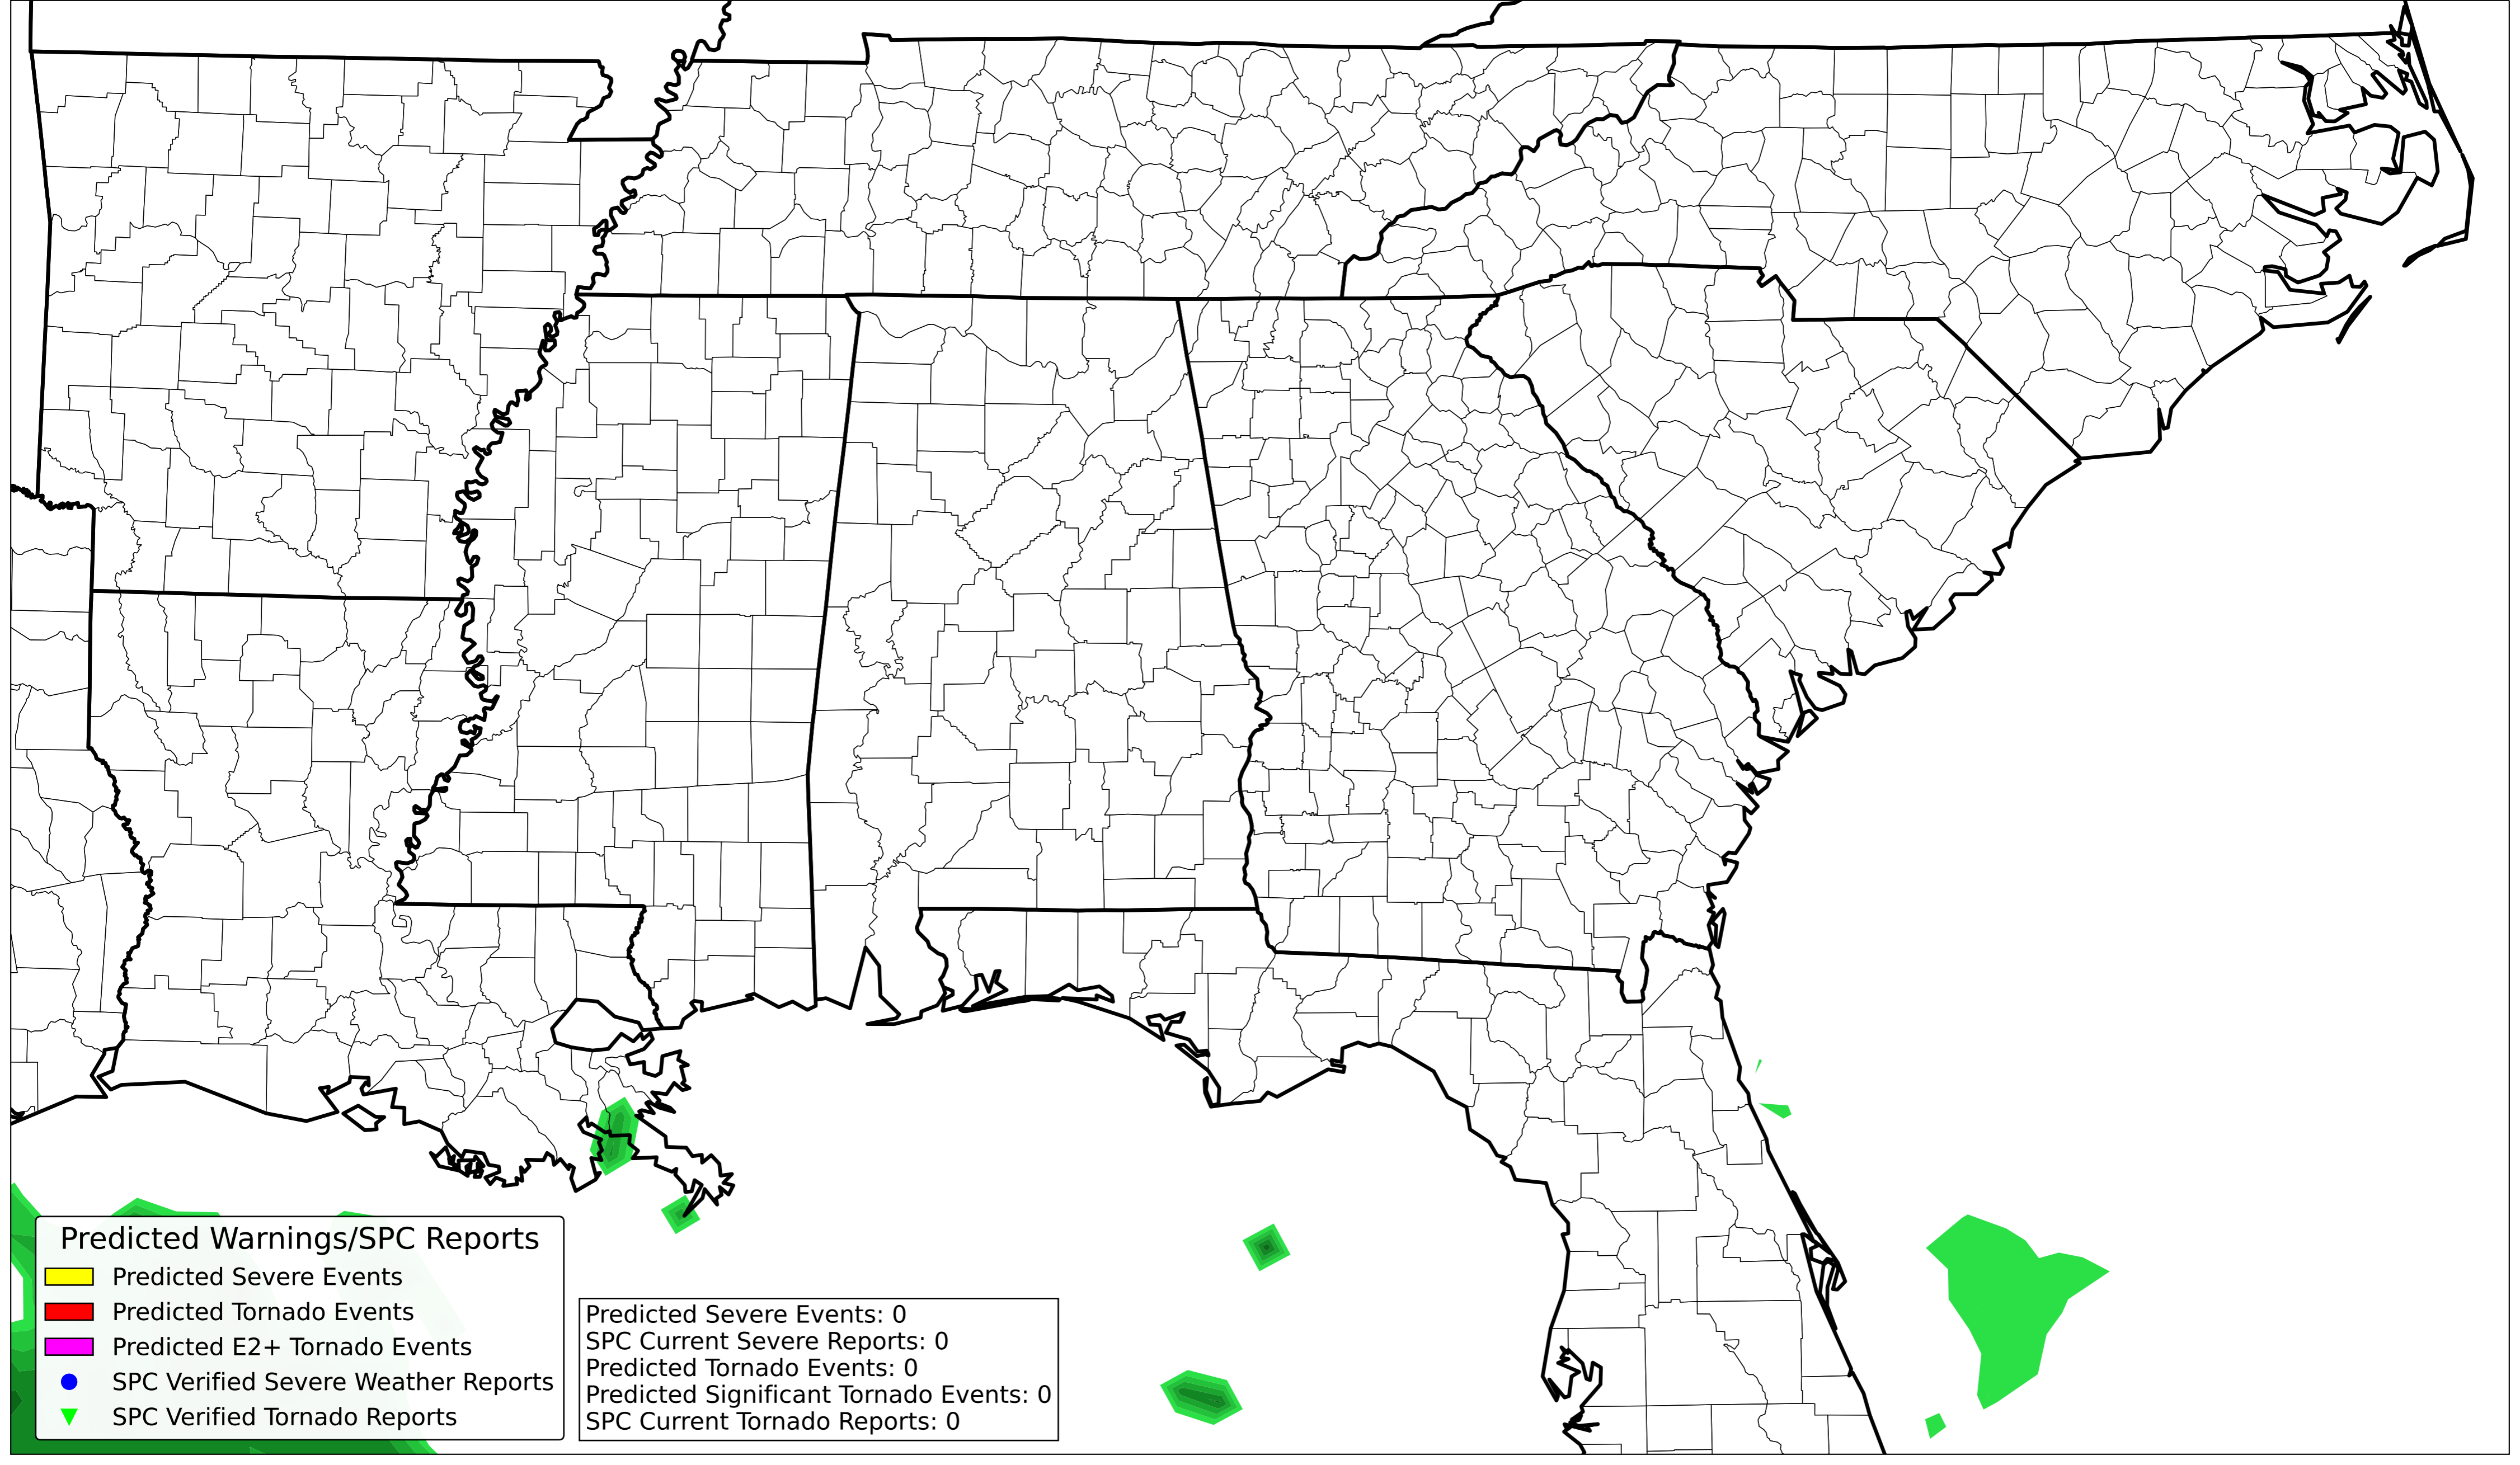 Predicted Warnings/SPC Reports
Predicted Severe Events
Predicted Tornado Events
Predicted E2+ Tornado Events
SPC Verified Severe Weather Reports
SPC Verified Tornado Reports
Predicted Severe Events: 0
SPC Current Severe Reports: 0
Predicted Tornado Events: 0
Predicted Significant Tornado Events: 0
SPC Current Tornado Reports: 0